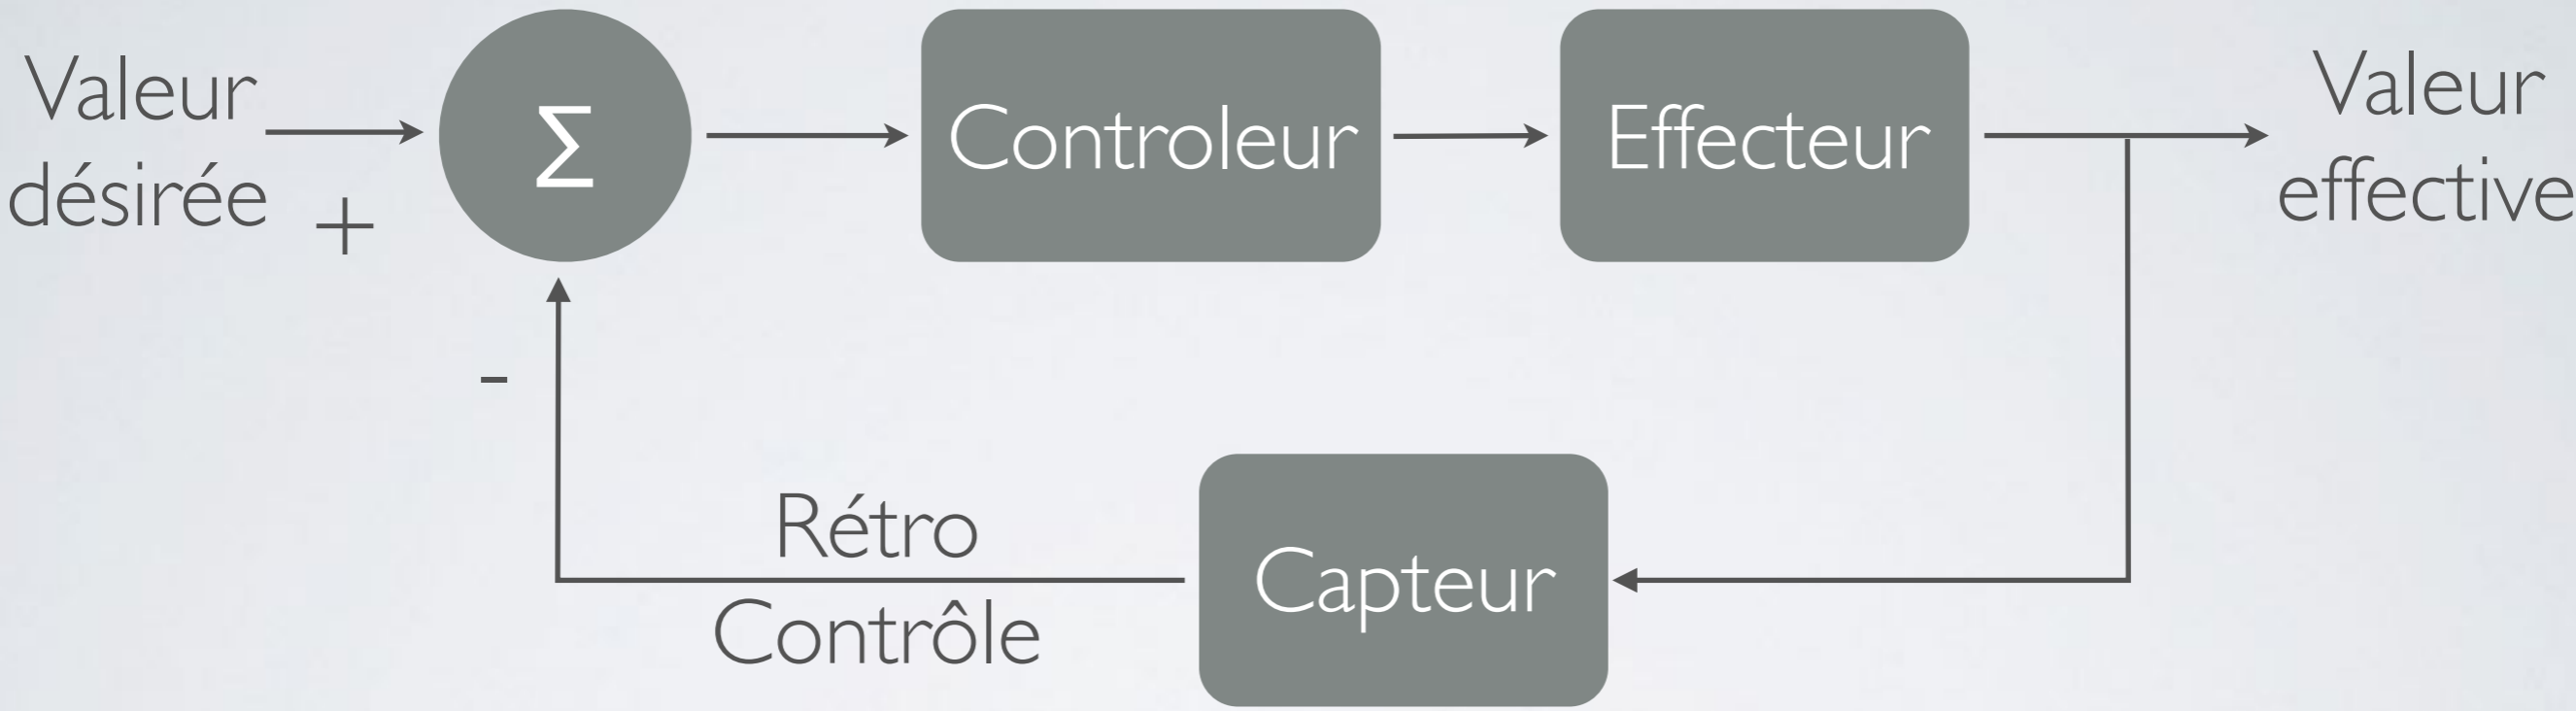 Valeur
désirée
+
Σ
Controleur
Effecteur
Valeur
effective
-
Rétro
Contrôle
Capteur